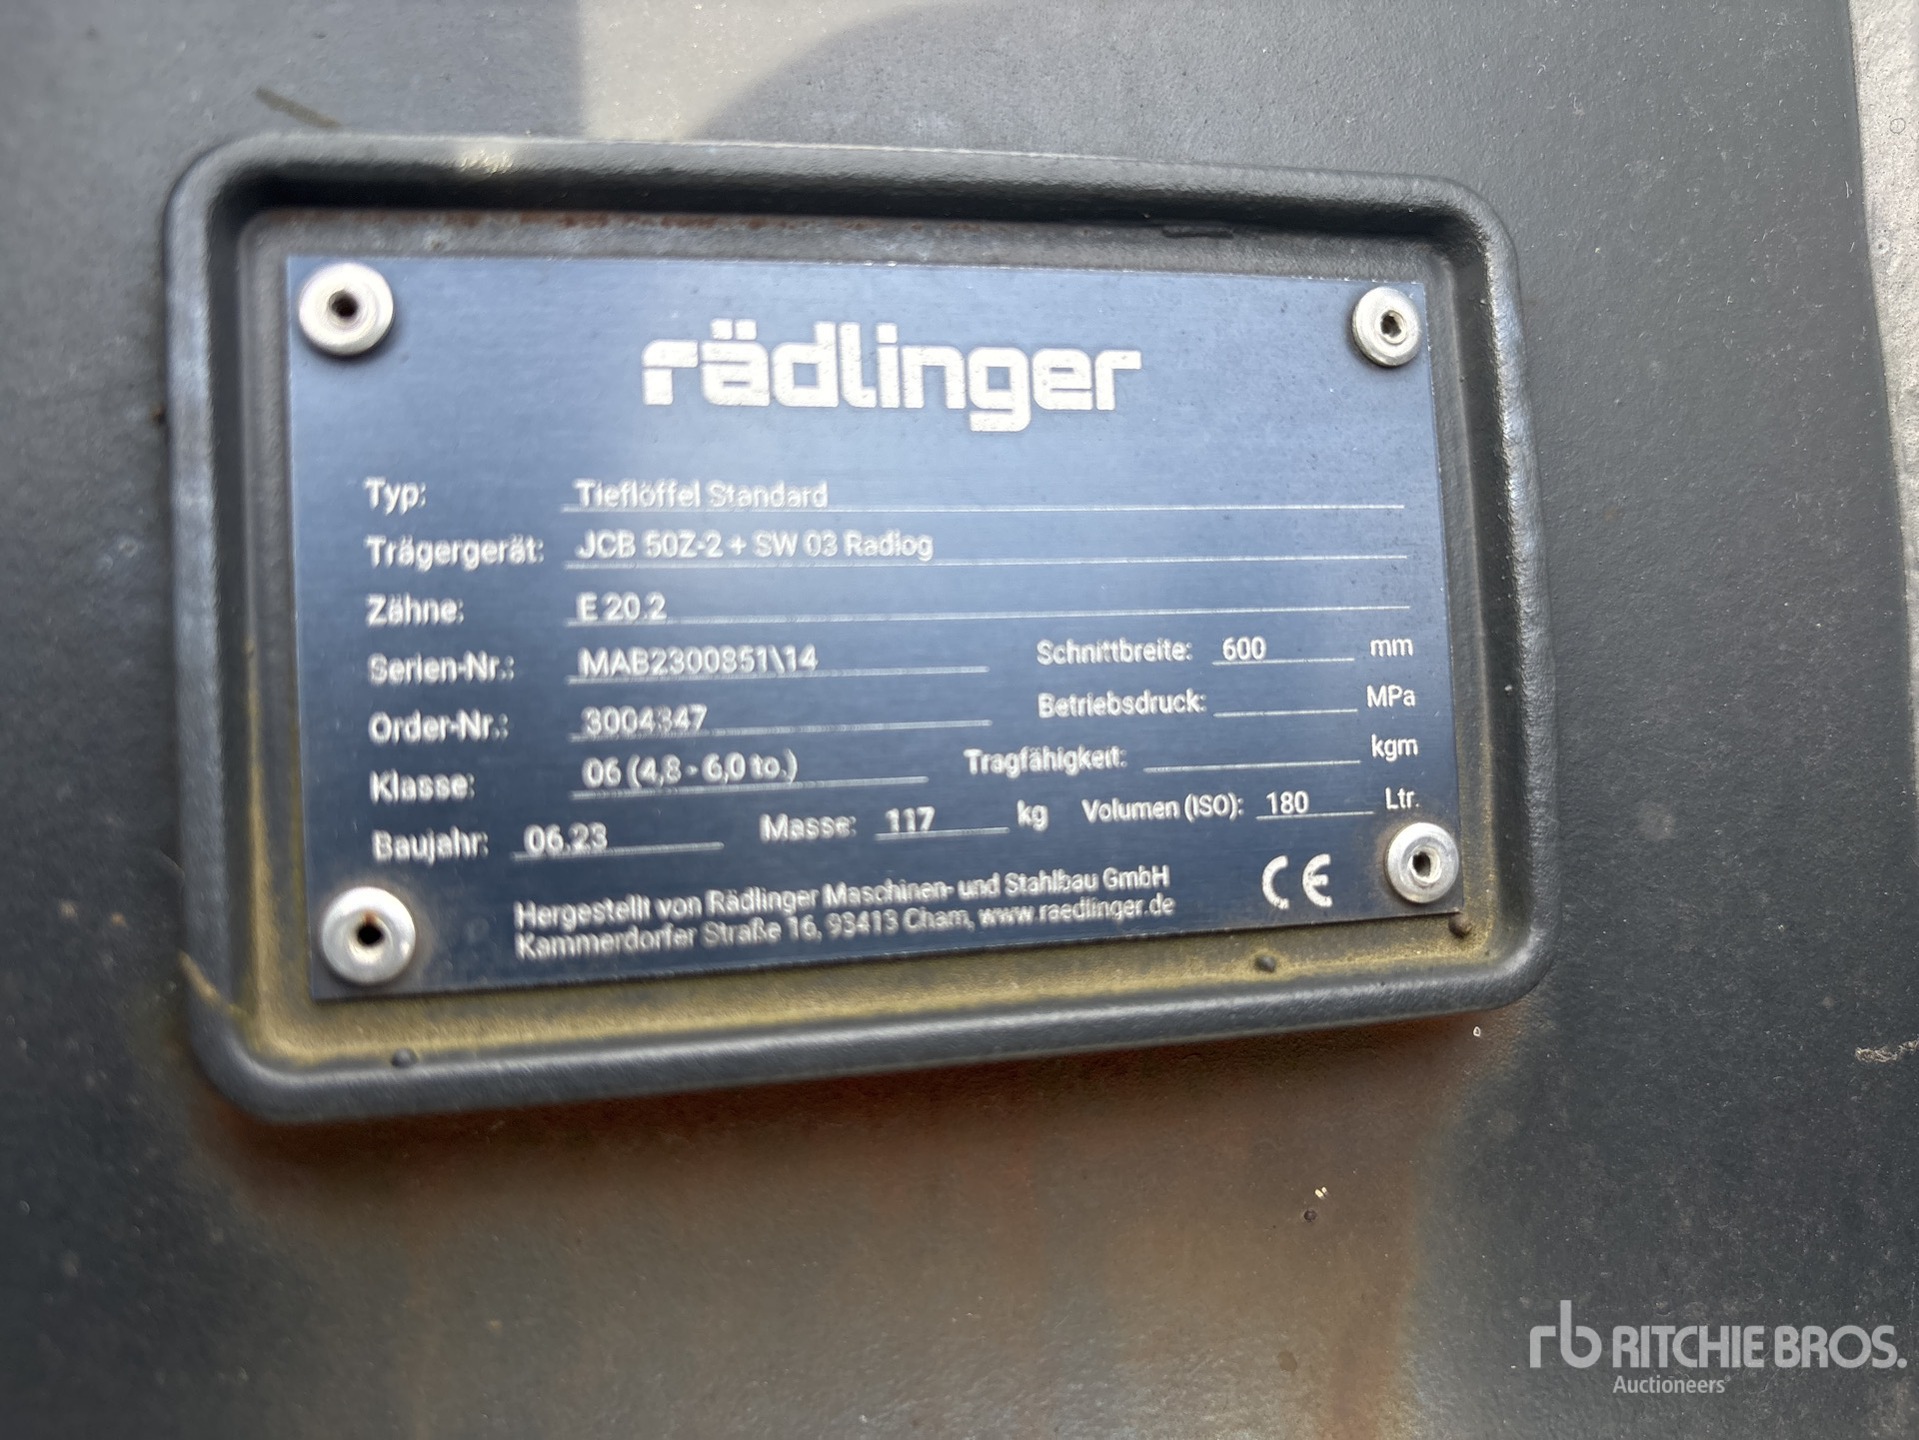 rädlinger
Typ: Tieflöffel Standard
Trägergerät: JCB 50Z-2 + SW 03 Radlog
Zähne: E 20.2
Serien-Nr.: MAB2300851\14 Schnittbreite: 600 mm
Order-Nr.: 3004347 Betriebsdruck: MPa
Klasse: 06 (4,8 - 6,0 to.) Tragfähigkeit: kgm
Baujahr: 06.23 Masse: 117 kg Volumen (ISO): 180 Ltr.
Hergestellt von Rädlinger Maschinen- und Stahlbau GmbH
Kammerdorfer Straße 16, 93413 Cham, www.raedlinger.de
CE
rb RITCHIE BROS.
Auctioneers